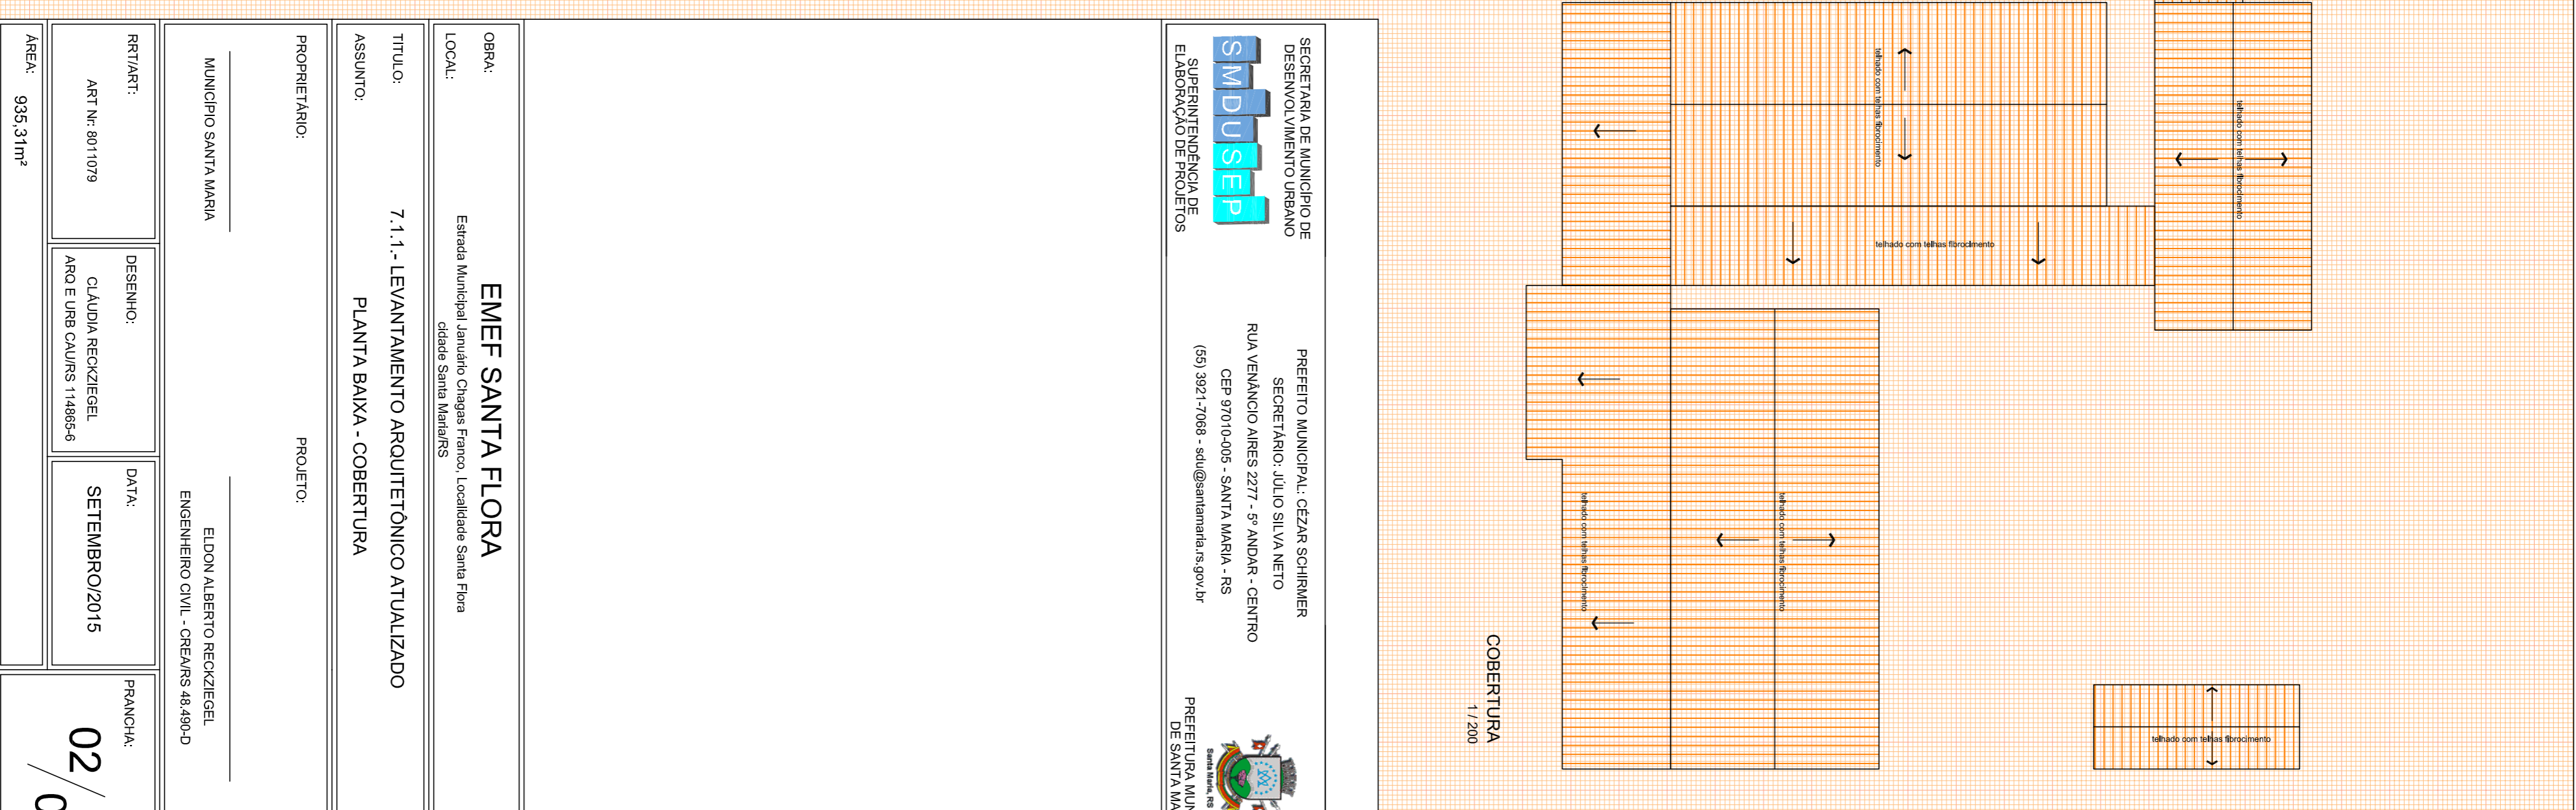 SECRETARIA DE MUNICÍPIO DE
DESENVOLVIMENTO URBANO
SMDUSEP
SUPERINTENDÊNCIA DE
ELABORAÇÃO DE PROJETOS
PREFEITO MUNICIPAL: CÉZAR SCHIRMER
SECRETÁRIO: JÚLIO SILVA NETO
RUA VENÂNCIO AIRES 2277 - 5º ANDAR - CENTRO
CEP 97010-005 - SANTA MARIA - RS
(55) 3921-7068 - sdu@santamaria.rs.gov.br
Santa Maria, RS
PREFEITURA MUN
DE SANTA MA
OBRA:
EMEF SANTA FLORA
LOCAL:
Estrada Municipal Januário Chagas Franco, Localidade Santa Flora
cidade Santa Maria/RS
TITULO:
7.1.1.- LEVANTAMENTO ARQUITETÔNICO ATUALIZADO
ASSUNTO:
PLANTA BAIXA - COBERTURA
PROPRIETÁRIO:
MUNICÍPIO SANTA MARIA
PROJETO:
ELDON ALBERTO RECKZIEGEL
ENGENHEIRO CIVIL - CREA/RS 48.490-D
RRT/ART:
ART Nr: 8011079
DESENHO:
CLÁUDIA RECKZIEGEL
ARQ E URB CAU/RS 114865-6
DATA:
SETEMBRO/2015
PRANCHA:
02/0
ÁREA:
935,31m²
telhado com telhas fibrocimento
telhado com telhas fibrocimento
telhado com telhas fibrocimento
telhado com telhas fibrocimento
telhado com telhas fibrocimento
telhado com telhas fibrocimento
COBERTURA
1 / 200